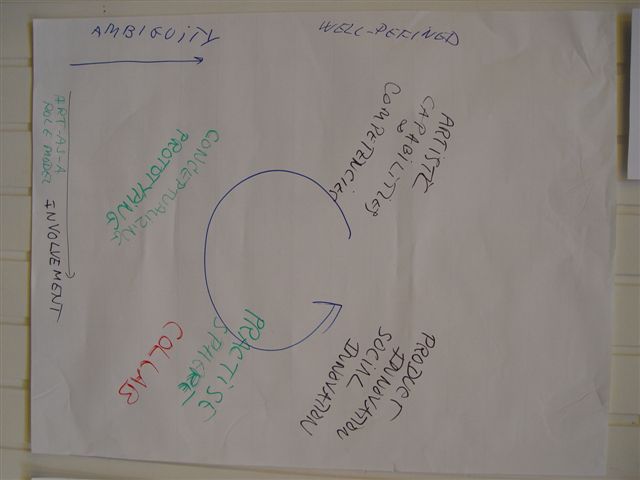 AMBIGUITY
WELL-DEFINED
ART-AS-A
ROLE MODEL
INVOLVEMENT
ARTISTIC
CAPABILITIES
&
COMPETENCIES
CONCEPTUALIZING
PROTOTYPING
PRACTISE
SPHERE!
COLLAB
PRODUCT
INNOVATION
SOCIAL
INNOVATION